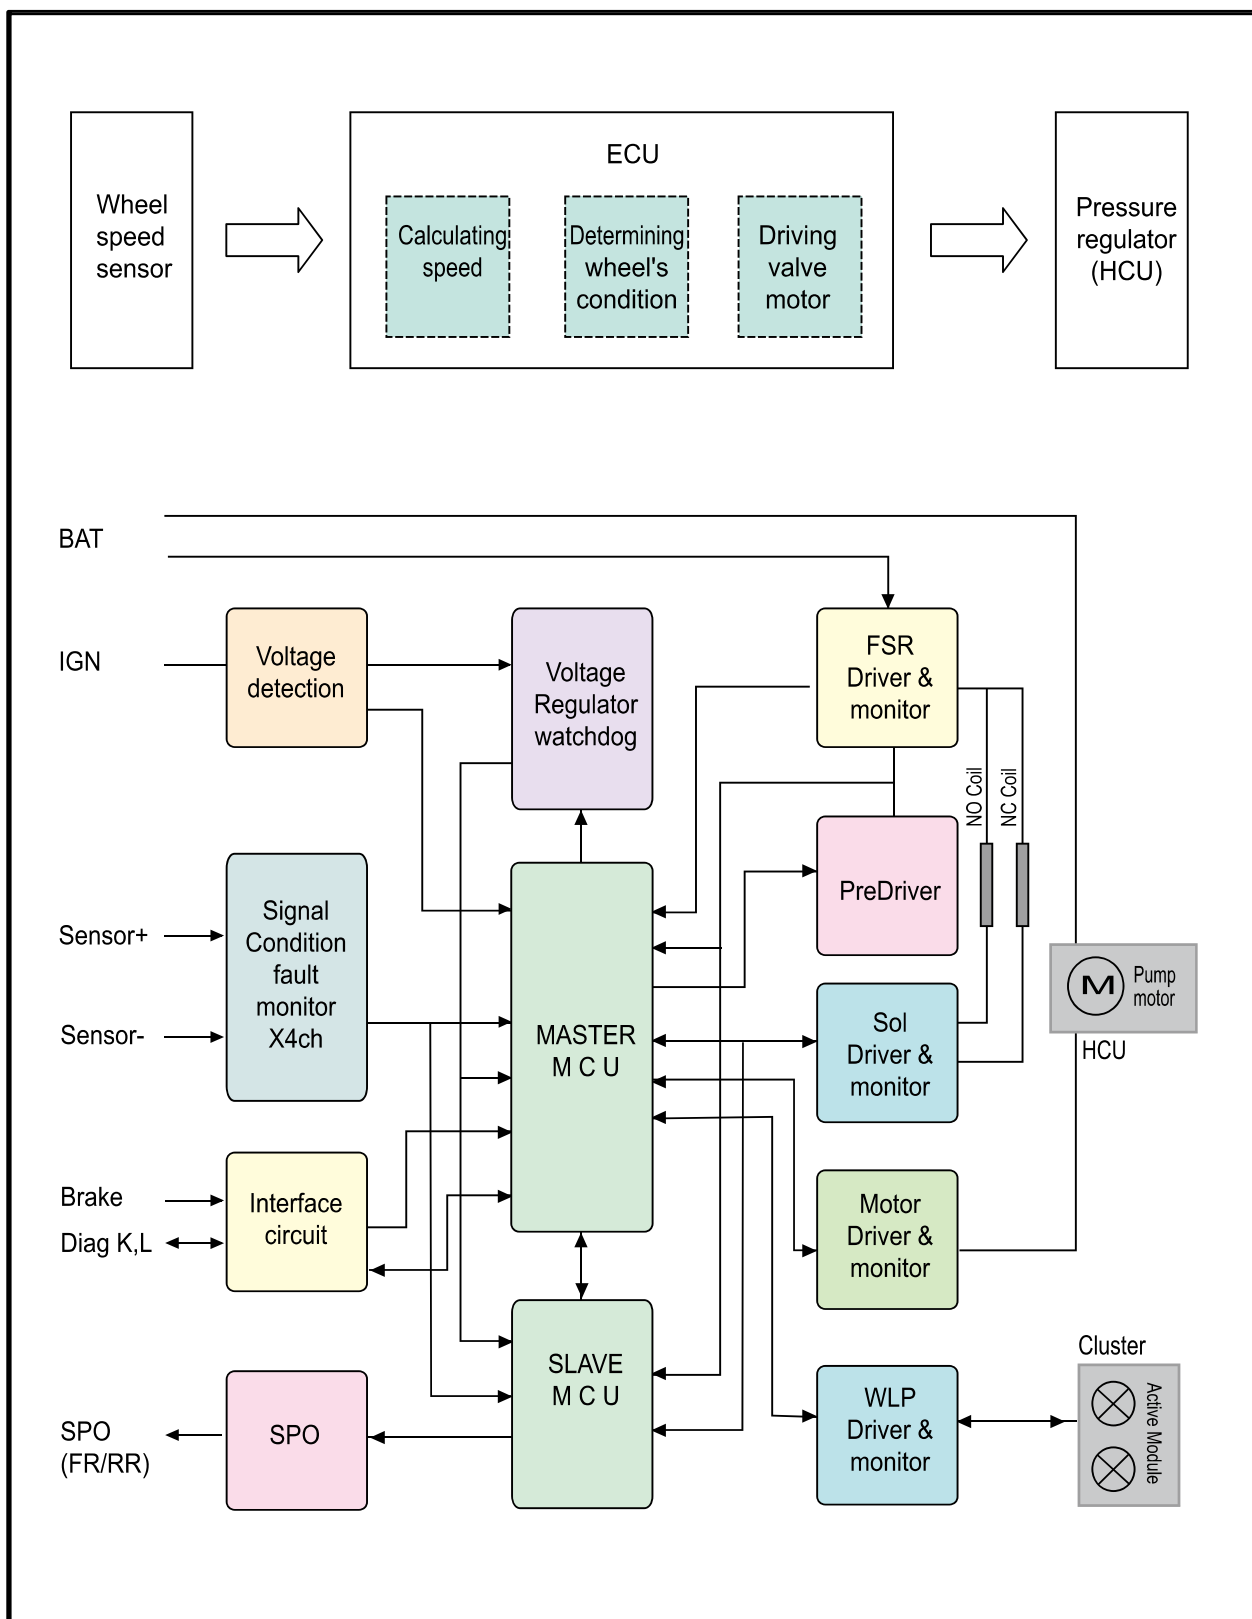 ECU
Wheel
speed
sensor
Calculating
speed
Determining
wheel's
condition
Driving
valve
motor
Pressure
regulator
(HCU)
BAT
IGN
Voltage
detection
Voltage
Regulator
watchdog
FSR
Driver &
monitor
NO Coil
NC Coil
Sensor+
Sensor-
Signal
Condition
fault
monitor
X4ch
MASTER
M C U
PreDriver
Sol
Driver &
monitor
M
Pump
motor
HCU
Brake
Diag K,L
Interface
circuit
Motor
Driver &
monitor
SPO
(FR/RR)
SPO
SLAVE
M C U
WLP
Driver &
monitor
Cluster
Active Module